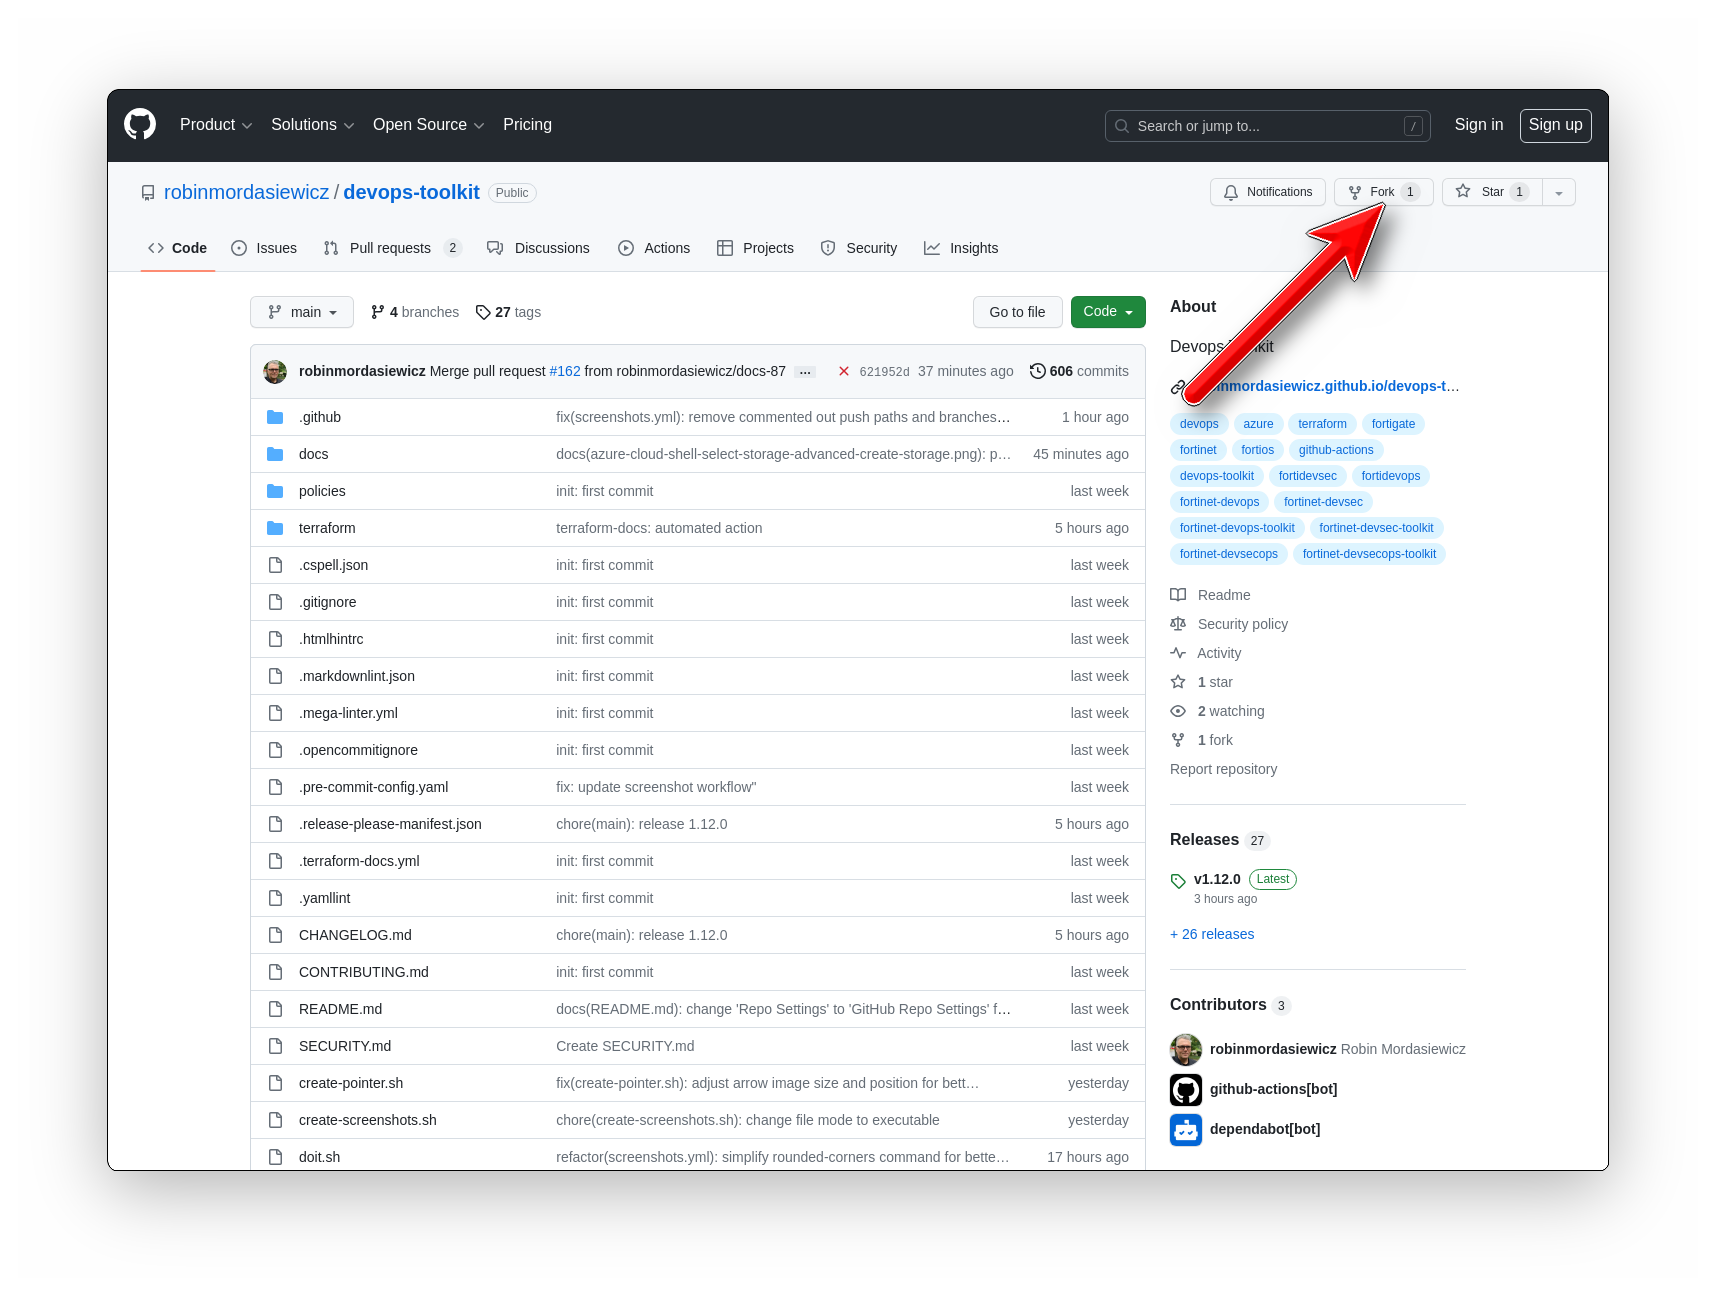 Product Solutions Open Source Pricing Search or jump to... / Sign in Sign up
robinmordasiewicz / devops-toolkit Public Notifications Fork 1 Star 1
Code Issues Pull requests 2 Discussions Actions Projects Security Insights
main 4 branches 27 tags Go to file Code
robinmordasiewicz Merge pull request #162 from robinmordasiewicz/docs-87 ... 621952d 37 minutes ago 606 commits
.github fix(screenshots.yml): remove commented out push paths and branches… 1 hour ago
docs docs(azure-cloud-shell-select-storage-advanced-create-storage.png): p… 45 minutes ago
policies init: first commit last week
terraform terraform-docs: automated action 5 hours ago
.cspell.json init: first commit last week
.gitignore init: first commit last week
.htmlhintrc init: first commit last week
.markdownlint.json init: first commit last week
.mega-linter.yml init: first commit last week
.opencommitignore init: first commit last week
.pre-commit-config.yaml fix: update screenshot workflow" last week
.release-please-manifest.json chore(main): release 1.12.0 5 hours ago
.terraform-docs.yml init: first commit last week
.yamllint init: first commit last week
CHANGELOG.md chore(main): release 1.12.0 5 hours ago
CONTRIBUTING.md init: first commit last week
README.md docs(README.md): change 'Repo Settings' to 'GitHub Repo Settings' f… last week
SECURITY.md Create SECURITY.md last week
create-pointer.sh fix(create-pointer.sh): adjust arrow image size and position for bett… yesterday
create-screenshots.sh chore(create-screenshots.sh): change file mode to executable yesterday
doit.sh refactor(screenshots.yml): simplify rounded-corners command for bette… 17 hours ago
About
Devops
inmordasiewicz.github.io/devops-t…
devops azure terraform fortigate
fortinet fortios github-actions
devops-toolkit fortidevsec fortidevops
fortinet-devops fortinet-devsec
fortinet-devops-toolkit fortinet-devsec-toolkit
fortinet-devsecops fortinet-devsecops-toolkit
Readme
Security policy
Activity
1 star
2 watching
1 fork
Report repository
Releases 27
v1.12.0 Latest
3 hours ago
+ 26 releases
Contributors 3
robinmordasiewicz Robin Mordasiewicz
github-actions[bot]
dependabot[bot]